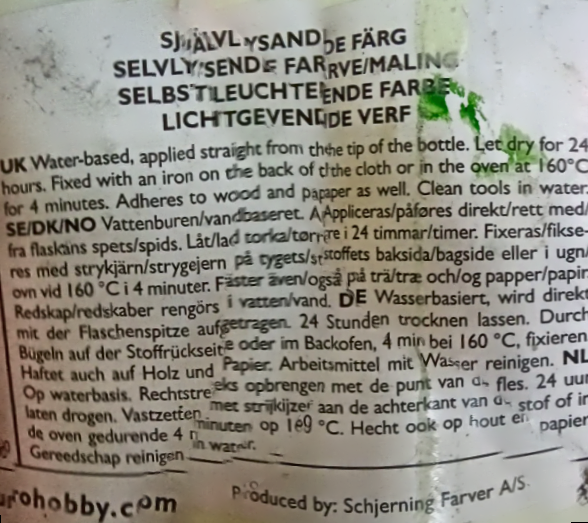 SJÄLVLYSANDE FÄRG
SELVLYSENDE FARVE/MALING
SELBSTLEUCHTENDE FARBE
LICHTGEVENDE VERF
UK Water-based, applied straight from the tip of the bottle. Let dry for 24
hours. Fixed with an iron on the back of the cloth or in the oven at 160°C
for 4 minutes. Adheres to wood and paper as well. Clean tools in water.
SE/DK/NO Vattenburen/vandbaseret. Appliceras/påføres direkt/rett med/
fra flaskans spets/spids. Låt/lad torka/tørre i 24 timmar/timer. Fixeras/fikse-
res med strykjärn/strygejern på tygets/stoffets baksida/bagside eller i ugn/
ovn vid 160 °C i 4 minuter. Fäster även/også på trä/træ och/og papper/papir
Redskap/redskaber rengörs i vatten/vand. DE Wasserbasiert, wird direkt
mit der Flaschenspitze aufgetragen. 24 Stunden trocknen lassen. Durch
Bügeln auf der Stoffrückseite oder im Backofen, 4 min bei 160 °C, fixieren
Haftet auch auf Holz und Papier. Arbeitsmittel mit Wasser reinigen. NL
Op waterbasis. Rechtstreeks opbrengen met de punt van de fles. 24 uur
laten drogen. Vastzetten met strijkijzer aan de achterkant van de stof of in
de oven gedurende 4 minuten op 160 °C. Hecht ook op hout en papier
Gereedschap reinigen in water.
urohobby.com
Produced by: Schjerning Farver A/S